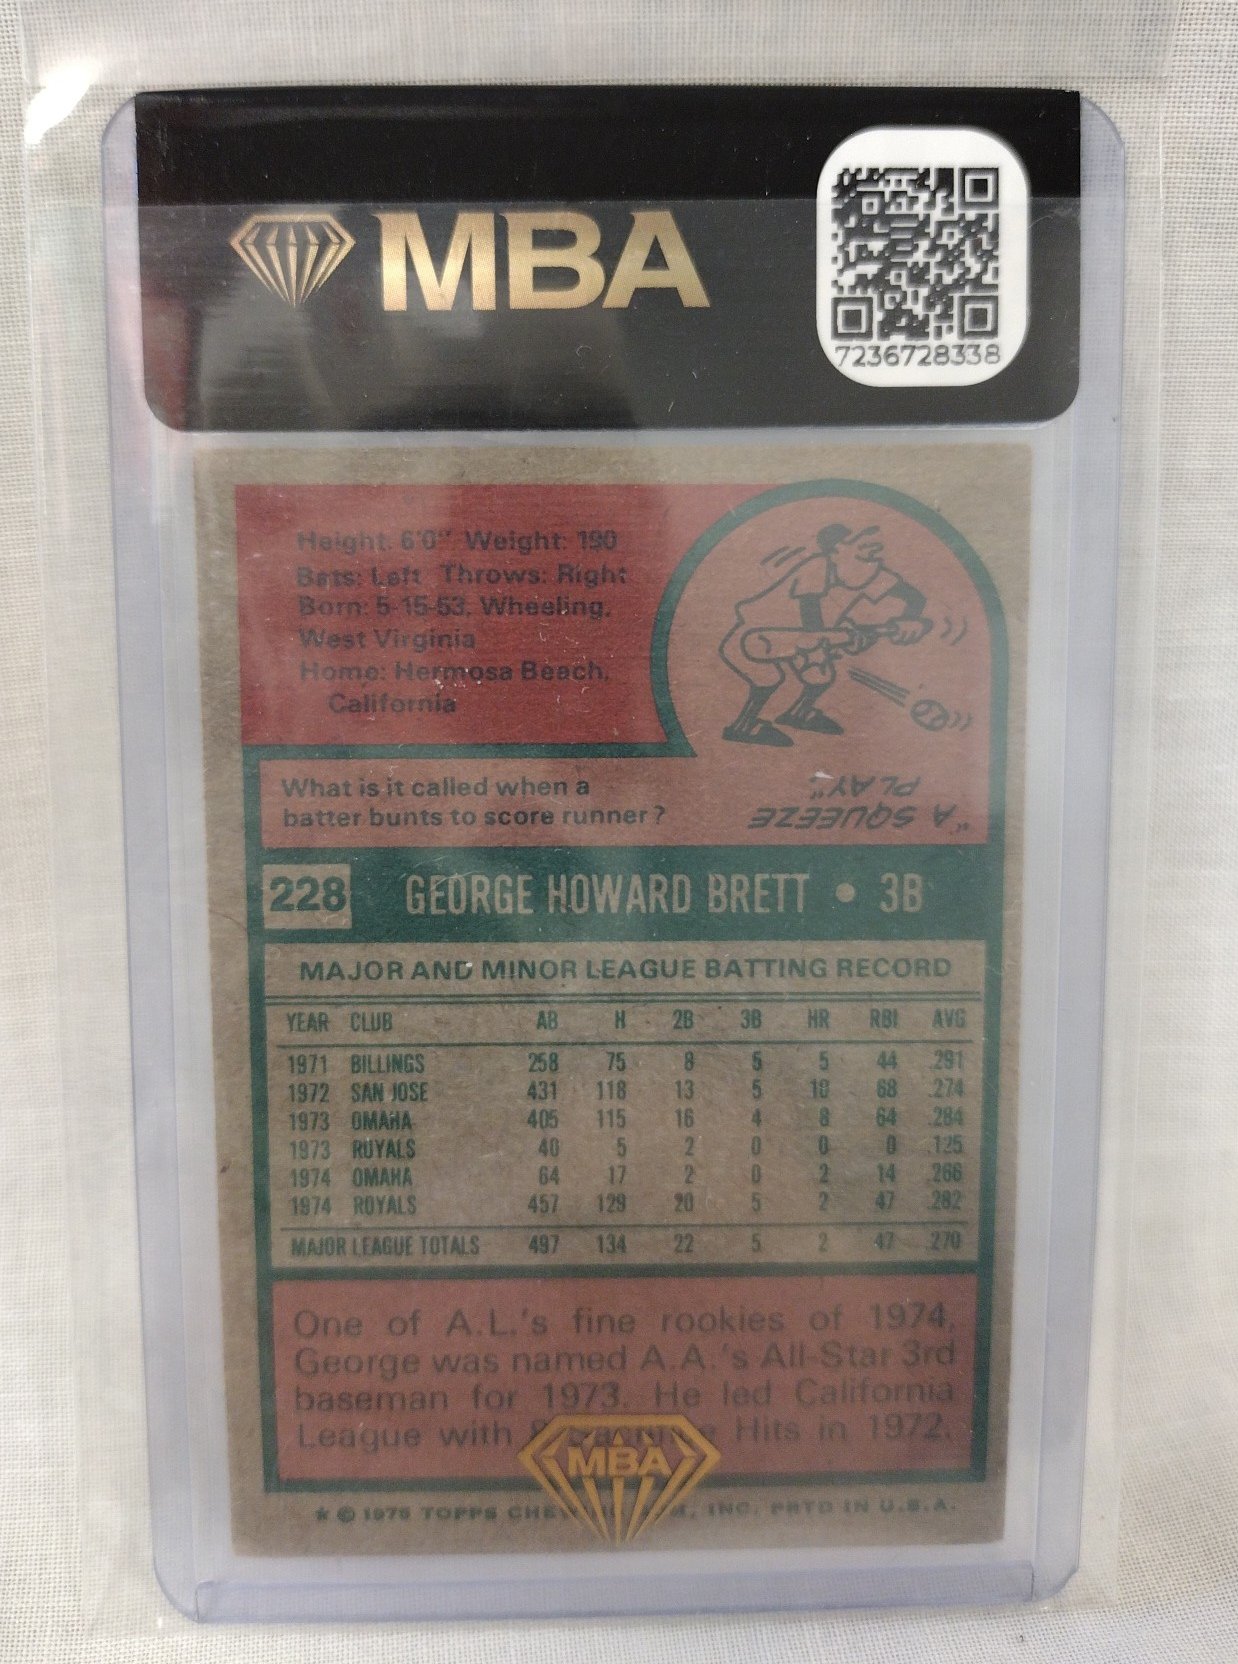 MBA
7236728338
Height: 6'0" Weight: 190
Bats: Left Throws: Right
Born: 5-15-53, Wheeling,
West Virginia
Home: Hermosa Beach,
California
What is it called when a
batter bunts to score runner?
"A SQUEEZE
PLAY".
228 GEORGE HOWARD BRETT • 3B
MAJOR AND MINOR LEAGUE BATTING RECORD
YEAR CLUB AB H 2B 3B HR RBI AVG
1971 BILLINGS 258 75 8 5 5 44 .291
1972 SAN JOSE 431 118 13 5 10 68 .274
1973 OMAHA 405 115 16 4 8 64 .284
1973 ROYALS 40 5 2 0 0 0 .125
1974 OMAHA 64 17 2 0 2 14 .266
1974 ROYALS 457 129 20 5 2 47 .282
MAJOR LEAGUE TOTALS 497 134 22 5 2 47 .270
One of A.L.'s fine rookies of 1974,
George was named A.A.'s All-Star 3rd
baseman for 1973. He led California
League with Hits in 1972.
MBA
* © 1975 TOPPS INC. PRTD IN U.S.A.